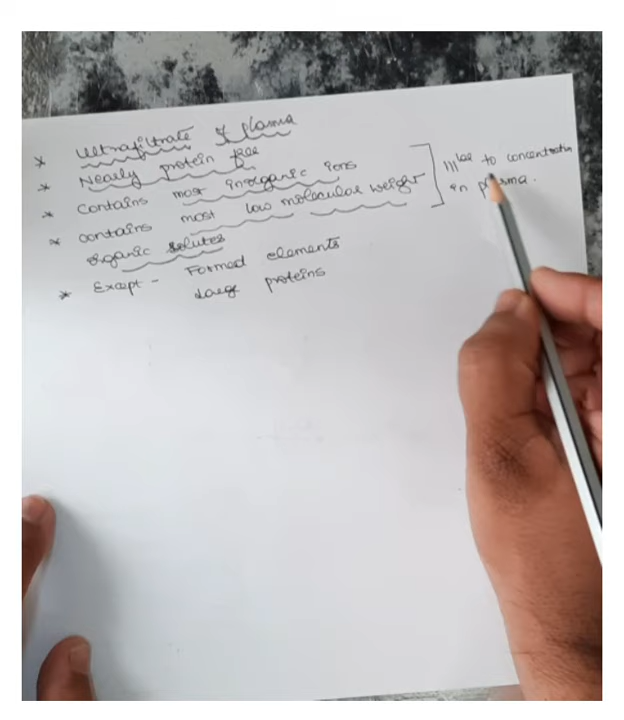 * Ultrafiltrate of plasma
* Nearly protein free
* Contains most inorganic ions
* contains most low molecular weight
organic solutes
] |||lar to concentration
in plasma.
* Except - Formed elements
Large proteins